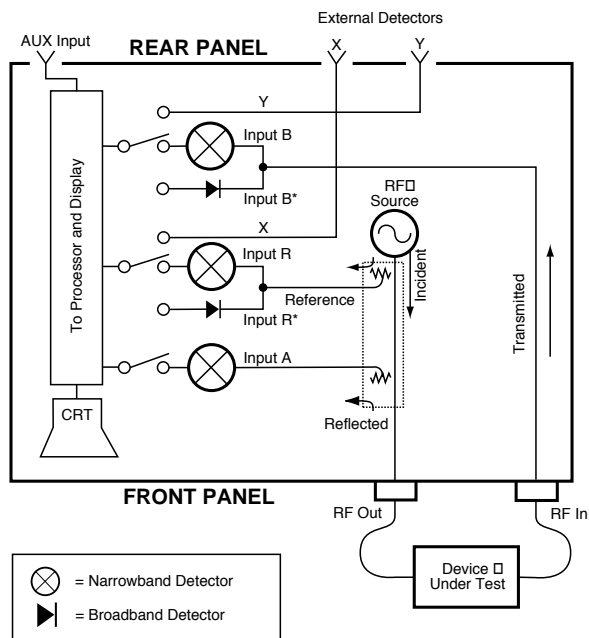 External Detectors
AUX Input
REAR PANEL
X
Y
Y
Input B
Input B*
RF
Source
X
Input R
Reference
Input R*
Incident
Transmitted
To Processor and Display
Input A
CRT
Reflected
FRONT PANEL
RF Out
RF In
Device
Under Test
= Narrowband Detector
= Broadband Detector